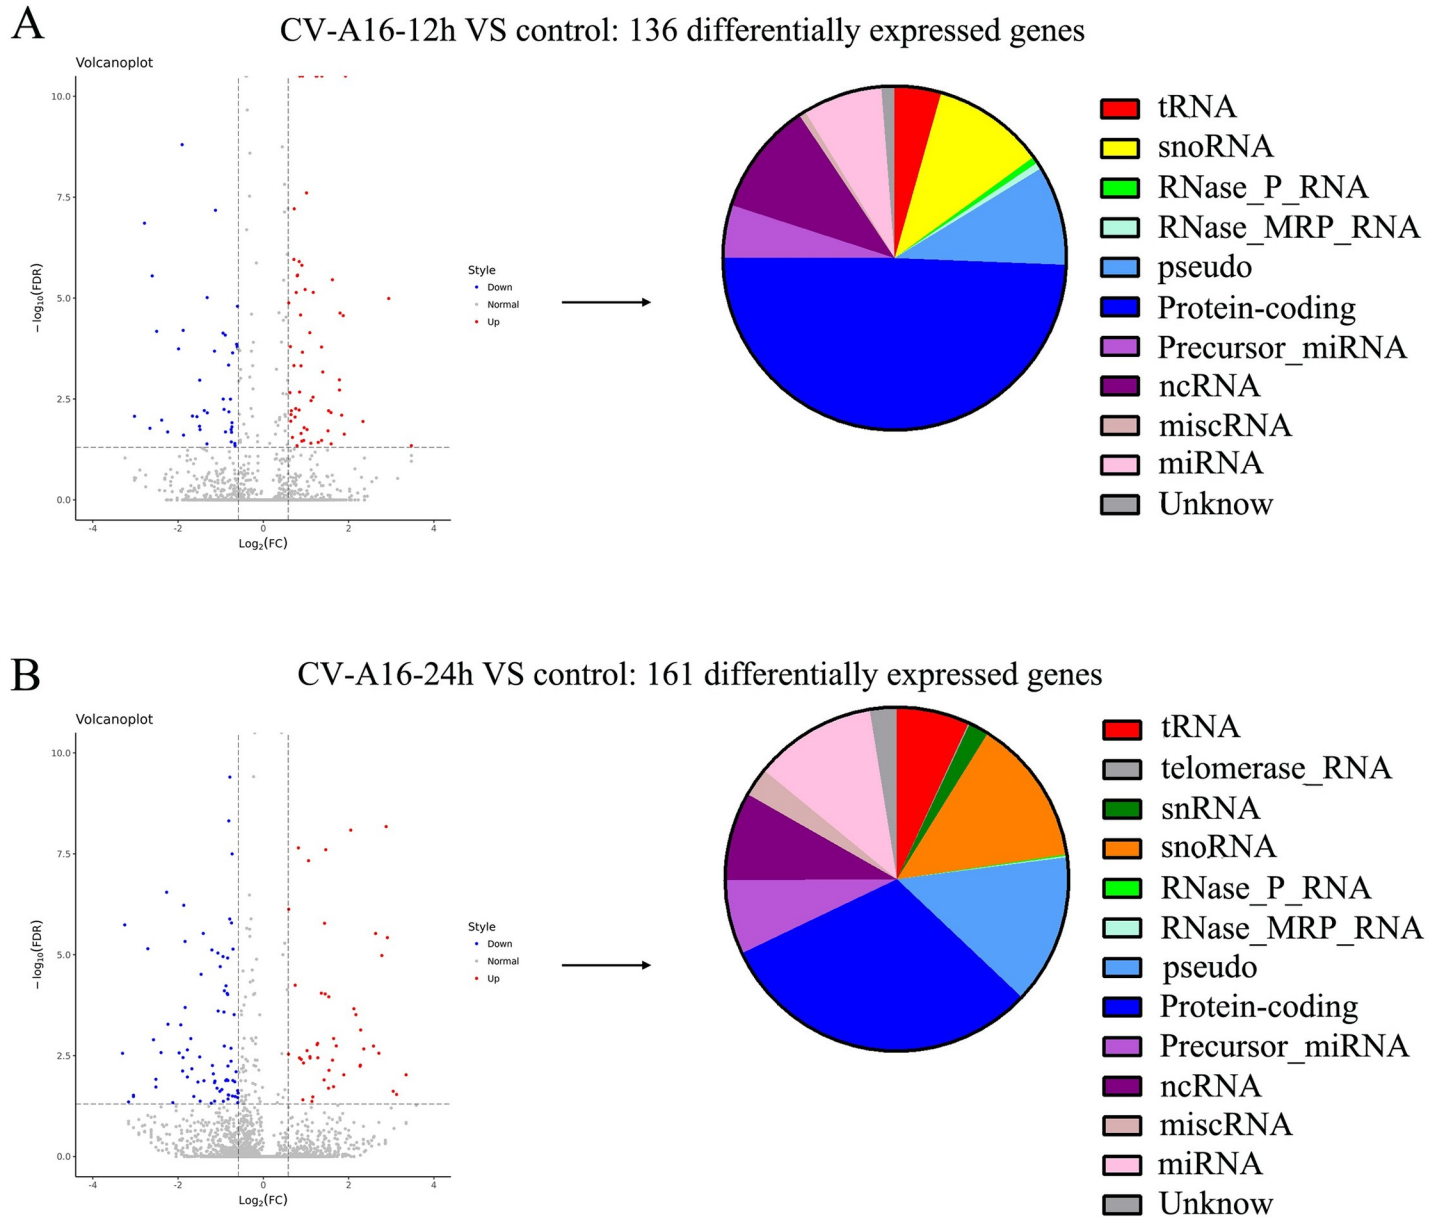 A
CV-A16-12h VS control: 136 differentially expressed genes
Volcanoplot
10.0
7.5
5.0
2.5
0.0
−log₁₀(FDR)
-4 -2 0 2 4
Log₂(FC)
Style
Down
Normal
Up
tRNA
snoRNA
RNase_P_RNA
RNase_MRP_RNA
pseudo
Protein-coding
Precursor_miRNA
ncRNA
miscRNA
miRNA
Unknow
B
CV-A16-24h VS control: 161 differentially expressed genes
Volcanoplot
10.0
7.5
5.0
2.5
0.0
−log₁₀(FDR)
-4 -2 0 2 4
Log₂(FC)
Style
Down
Normal
Up
tRNA
telomerase_RNA
snRNA
snoRNA
RNase_P_RNA
RNase_MRP_RNA
pseudo
Protein-coding
Precursor_miRNA
ncRNA
miscRNA
miRNA
Unknow